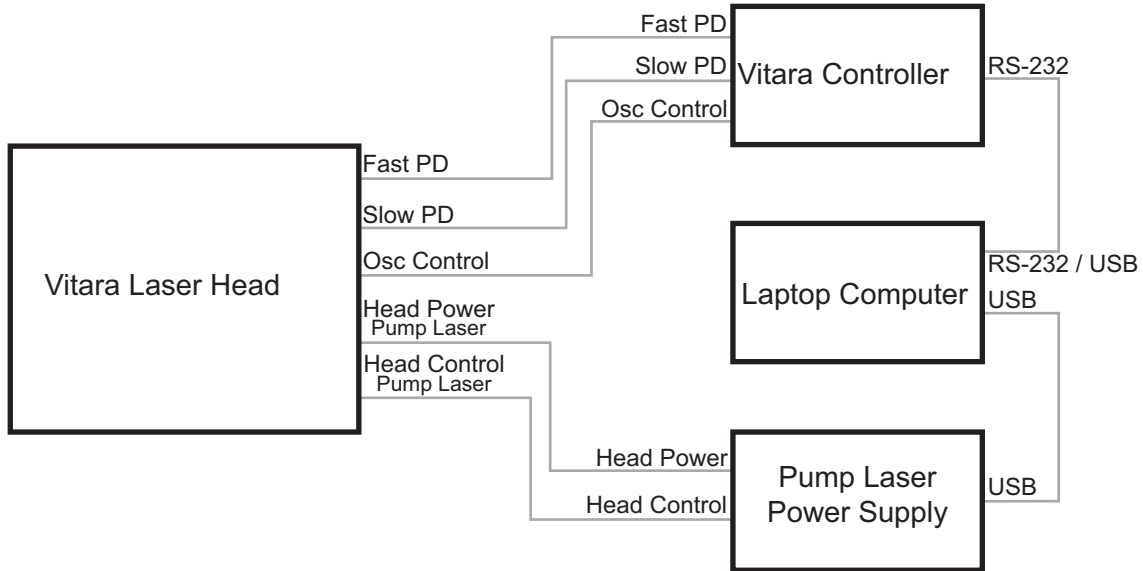 Fast PD
Slow PD
Osc Control
Vitara Controller
RS-232
Fast PD
Slow PD
Osc Control
Head Power
Pump Laser
Head Control
Pump Laser
Vitara Laser Head
Laptop Computer
RS-232 / USB
USB
Head Power
Head Control
Pump Laser
Power Supply
USB